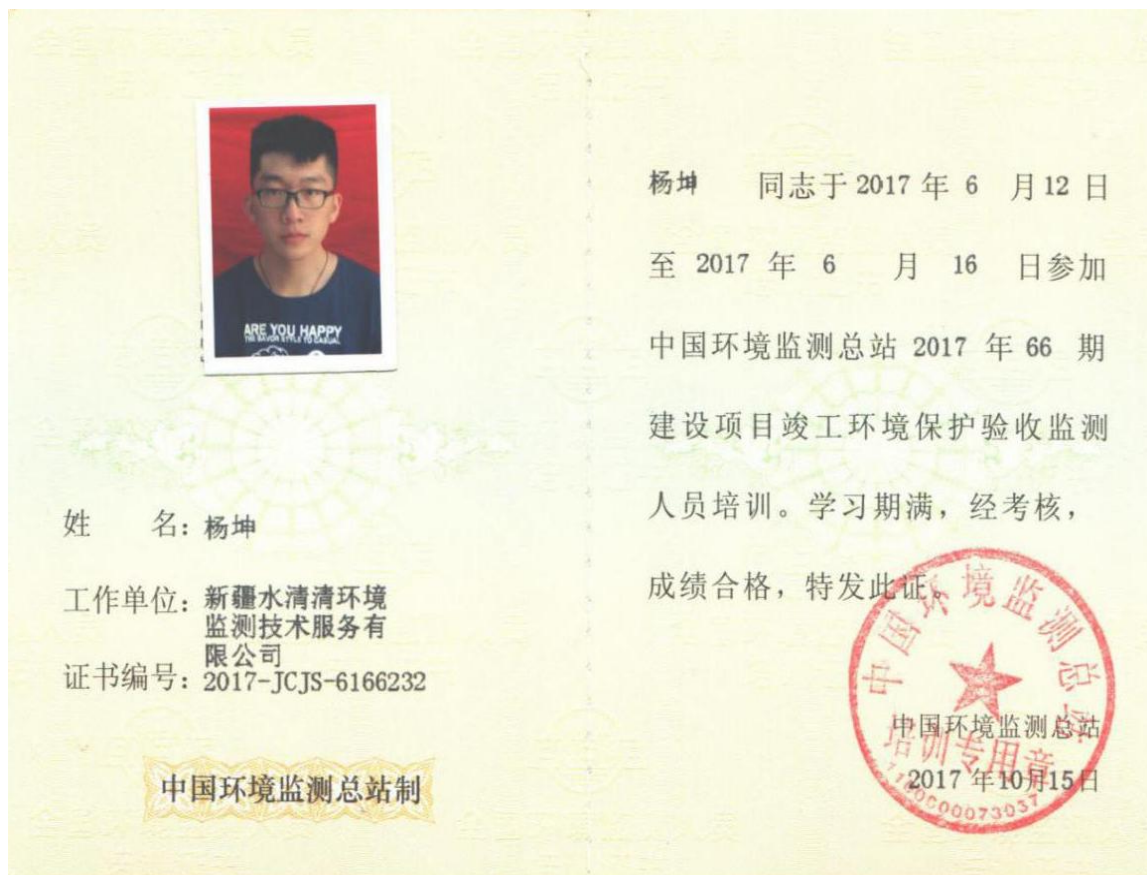 ARE YOU HAPPY
THE SAVOR STYLE TO CASUAL
姓 名：杨坤
工作单位：新疆水清清环境
监测技术服务有
限公司
证书编号：2017-JCJS-6166232
中国环境监测总站制
杨坤 同志于 2017 年 6 月 12 日
至 2017 年 6 月 16 日参加
中国环境监测总站 2017 年 66 期
建设项目竣工环境保护验收监测
人员培训。学习期满，经考核，
成绩合格，特发此证。
中国环境监测总站
2017 年10月15日
中国环境监测总站
培训专用章